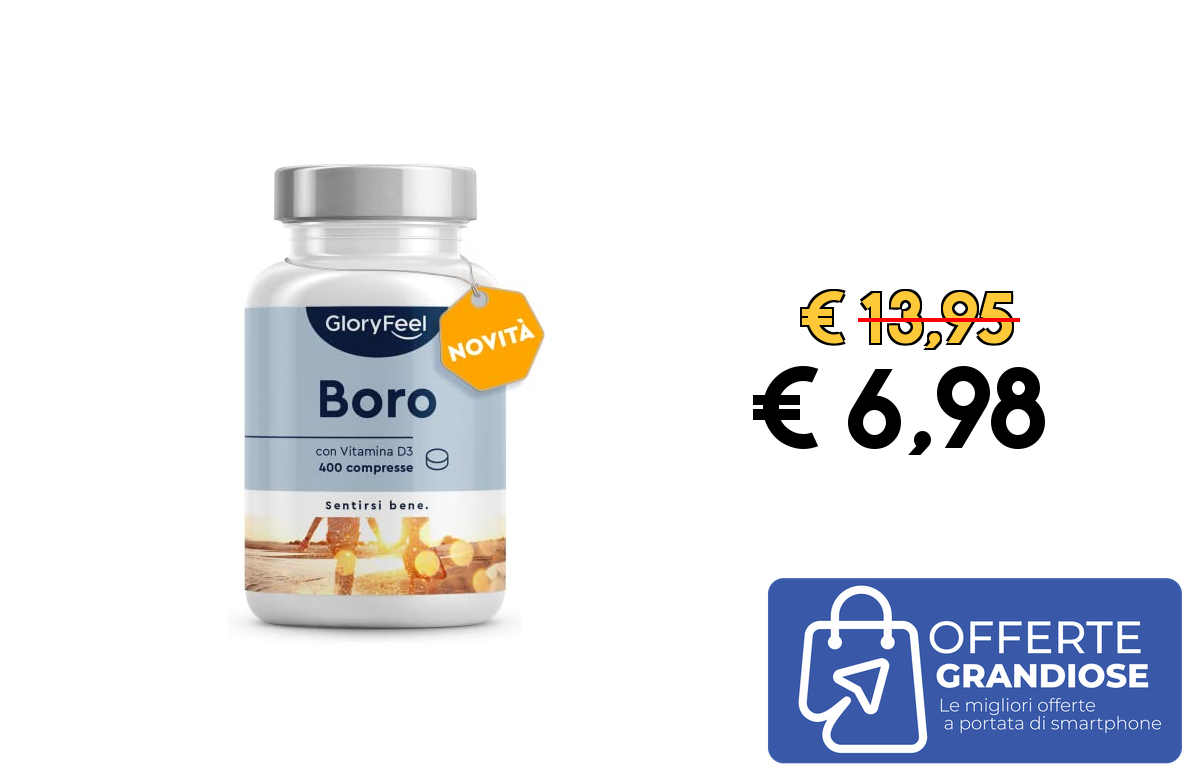 GloryFeel
NOVITÀ
Boro
con Vitamina D3
400 compresse
Sentirsi bene.
€ 13,95
€ 6,98
OFFERTE
GRANDIOSE
Le migliori offerte
a portata di smartphone